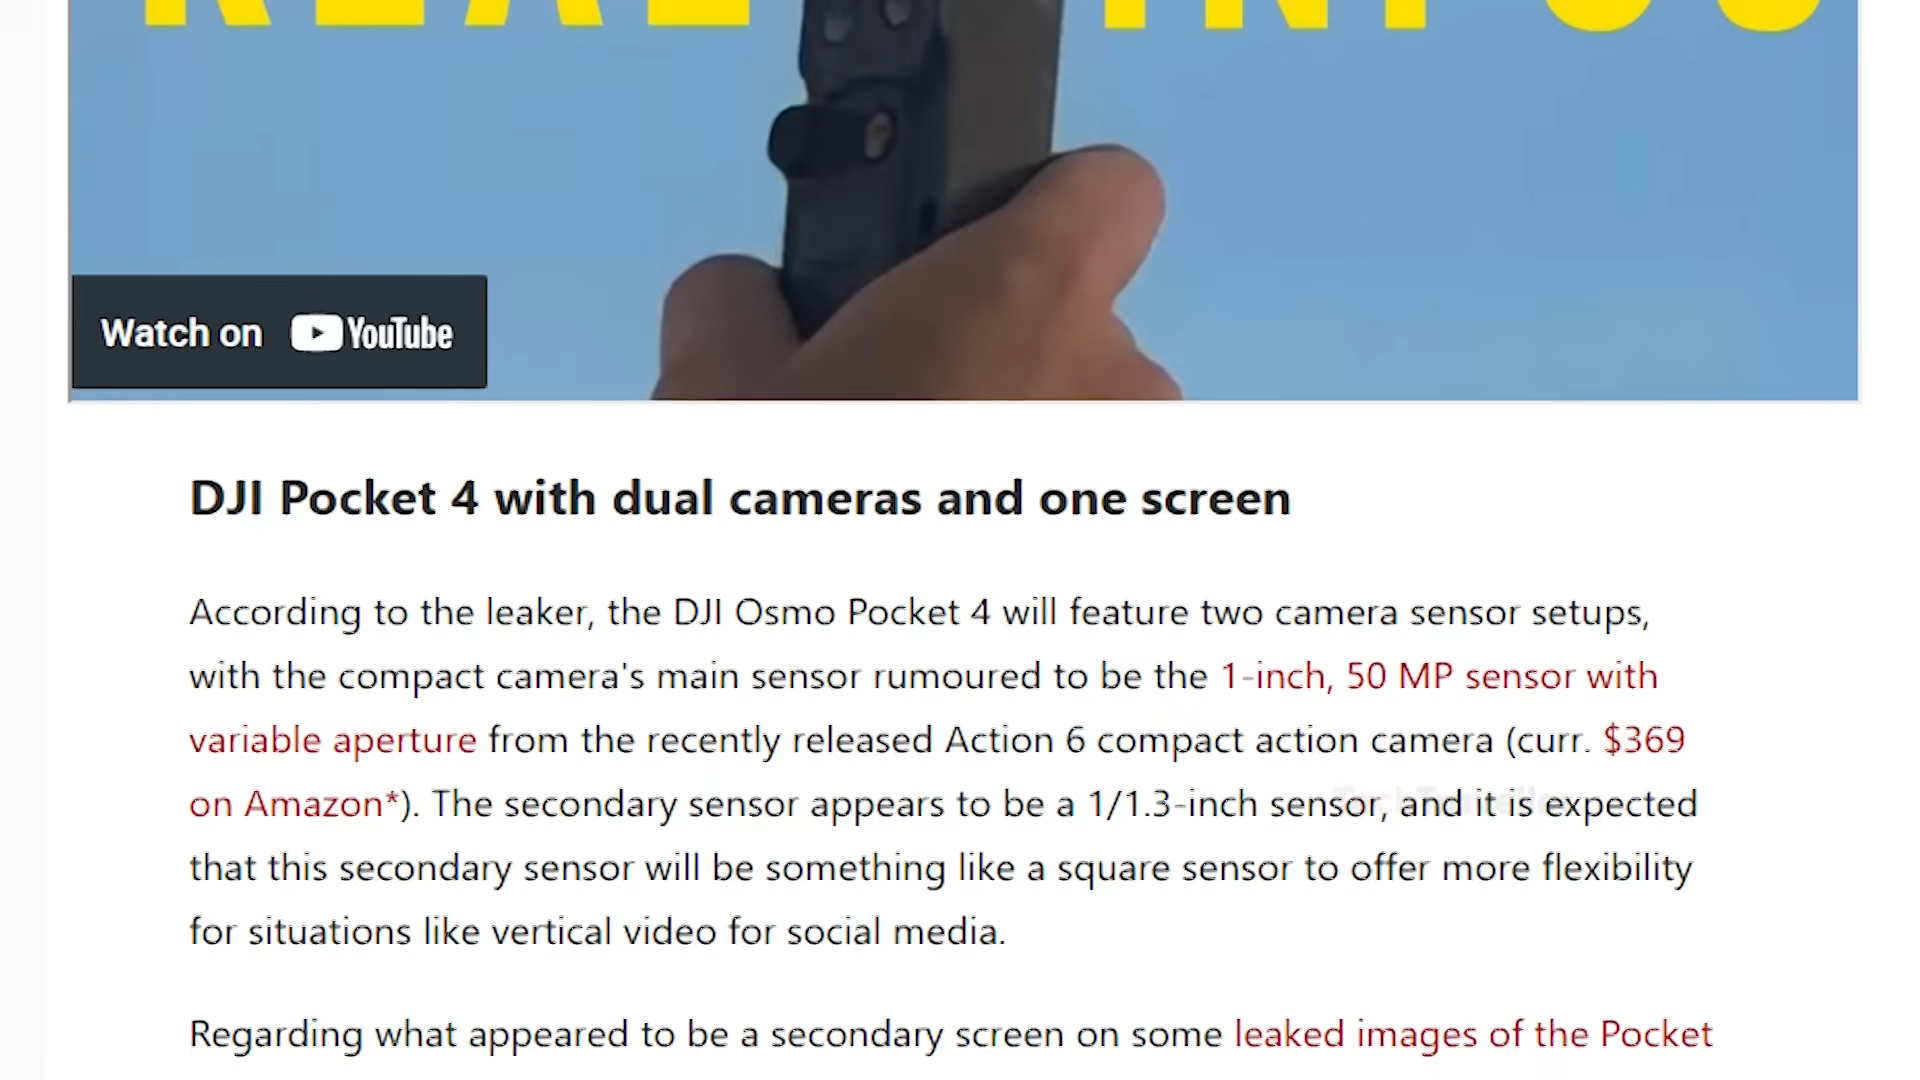 Watch on YouTube
DJI Pocket 4 with dual cameras and one screen
According to the leaker, the DJI Osmo Pocket 4 will feature two camera sensor setups,
with the compact camera's main sensor rumoured to be the 1-inch, 50 MP sensor with
variable aperture from the recently released Action 6 compact action camera (curr. $369
on Amazon*). The secondary sensor appears to be a 1/1.3-inch sensor, and it is expected
that this secondary sensor will be something like a square sensor to offer more flexibility
for situations like vertical video for social media.
Regarding what appeared to be a secondary screen on some leaked images of the Pocket